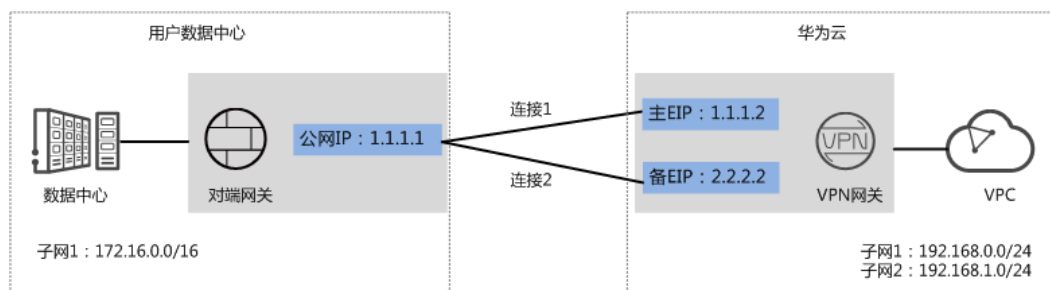 用户数据中心
华为云
连接1
主EIP：1.1.1.2
公网IP：1.1.1.1
VPN
连接2
备EIP：2.2.2.2
数据中心
对端网关
VPN网关
VPC
子网1：172.16.0.0/16
子网1：192.168.0.0/24
子网2：192.168.1.0/24